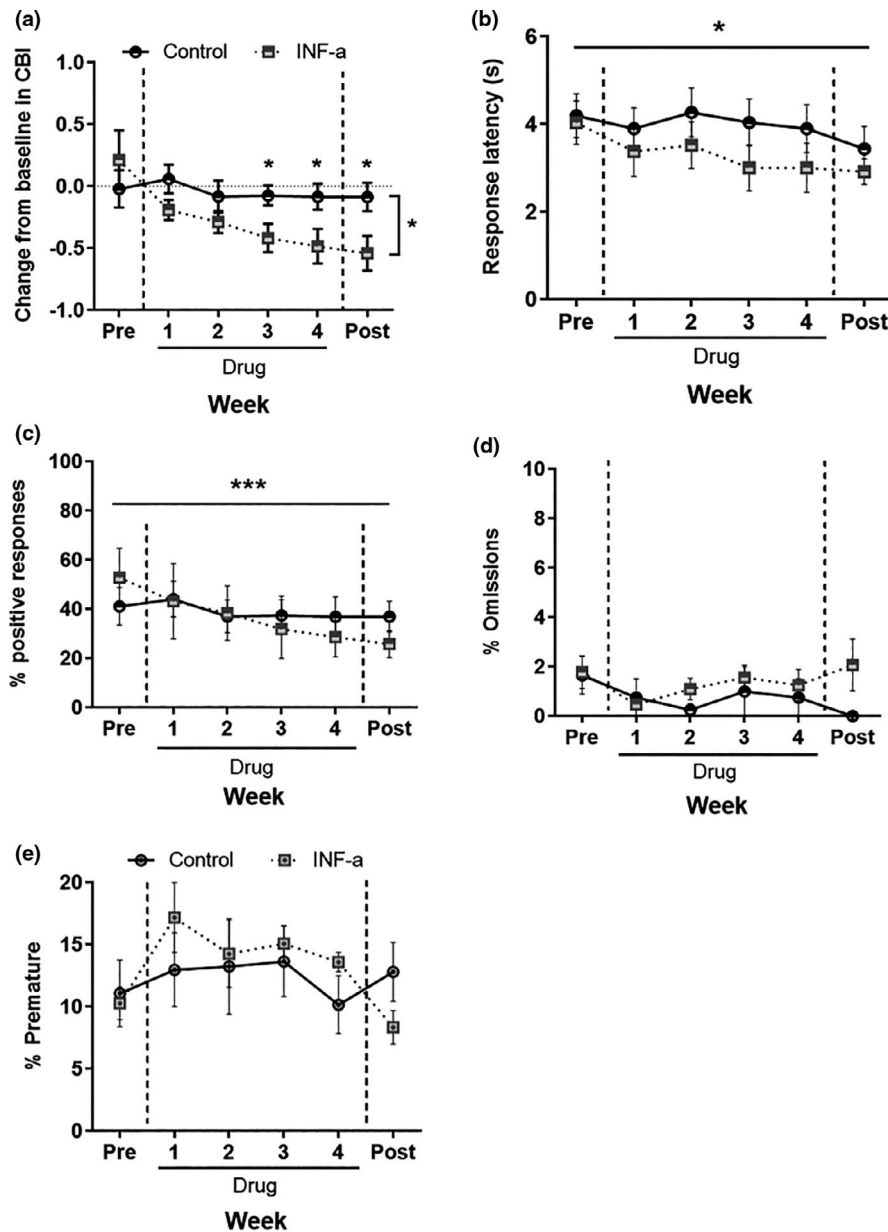 (a)
Control INF-a
Change from baseline in CBI
1.0
0.5
0.0
-0.5
-1.0
* * *
*
Pre 1 2 3 4 Post
Drug
Week
(b)
Response latency (s)
6
4
2
0
*
Pre 1 2 3 4 Post
Drug
Week
(c)
% positive responses
100
80
60
40
20
0
***
Pre 1 2 3 4 Post
Drug
Week
(d)
% Omissions
10
8
6
4
2
0
Pre 1 2 3 4 Post
Drug
Week
(e)
Control INF-a
% Premature
20
15
10
5
0
Pre 1 2 3 4 Post
Drug
Week